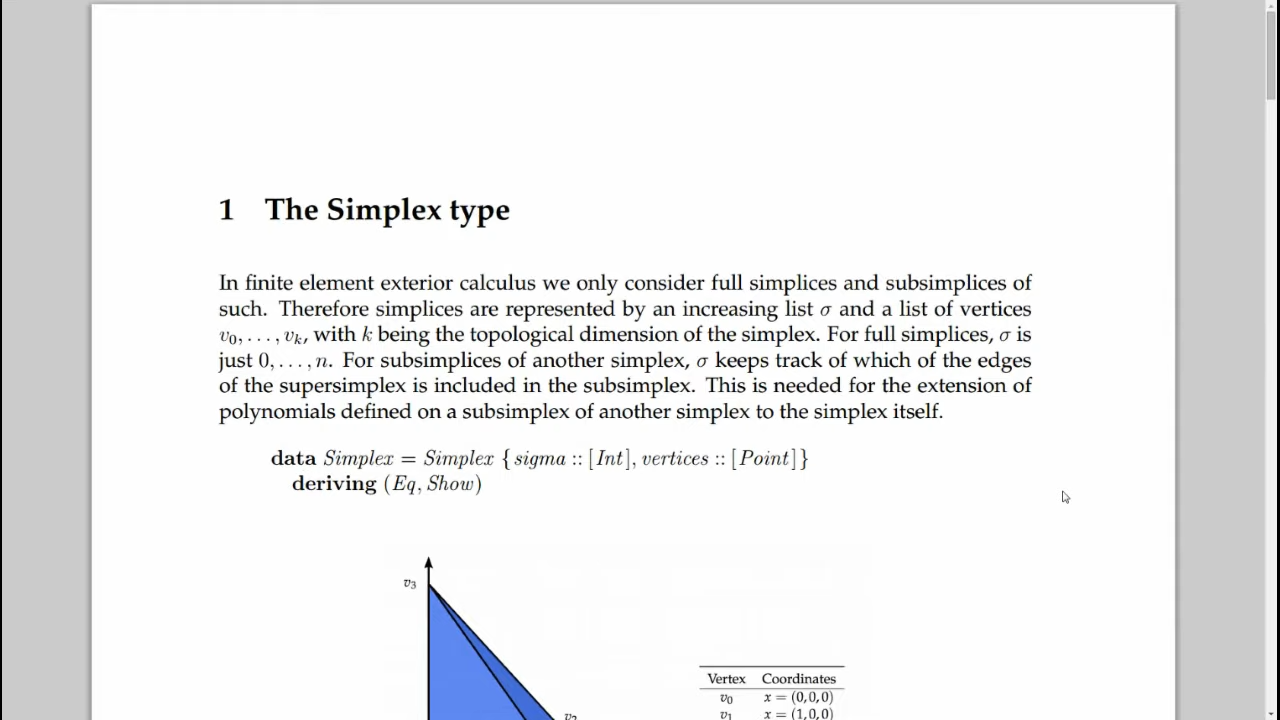 1 The Simplex type
In finite element exterior calculus we only consider full simplices and subsimplices of
such. Therefore simplices are represented by an increasing list σ and a list of vertices
v₀, . . . , vₖ, with k being the topological dimension of the simplex. For full simplices, σ is
just 0, . . . , n. For subsimplices of another simplex, σ keeps track of which of the edges
of the supersimplex is included in the subsimplex. This is needed for the extension of
polynomials defined on a subsimplex of another simplex to the simplex itself.
data Simplex = Simplex { sigma :: [Int], vertices :: [Point] }
deriving (Eq, Show)
v₃
Vertex Coordinates
v₀ x = (0,0,0)
v₂
v₁ x = (1,0,0)